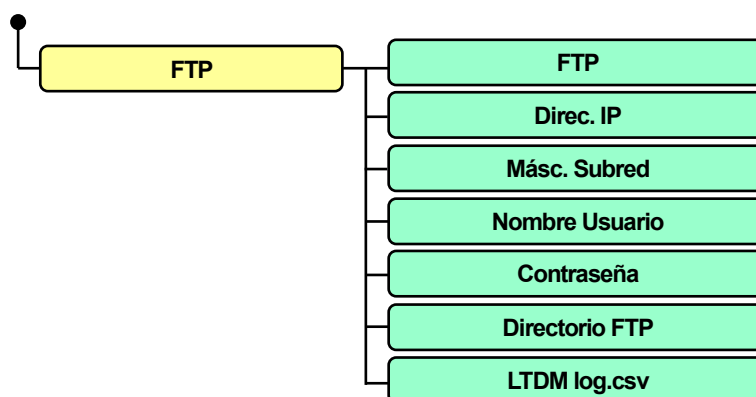 FTP
FTP
Direc. IP
Másc. Subred
Nombre Usuario
Contraseña
Directorio FTP
LTDM log.csv